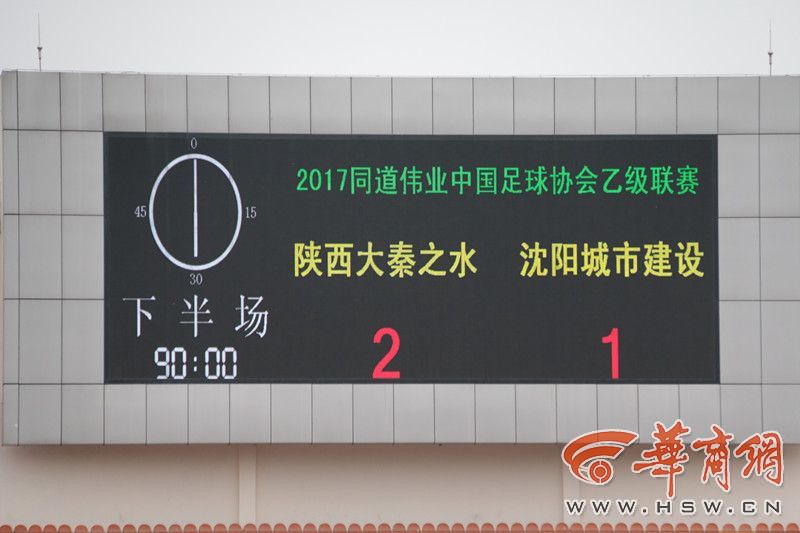 0
45
15
30
2017同道伟业中国足球协会乙级联赛
陕西大秦之水 沈阳城市建设
下半场
90:00
2 1
華商網
WWW.HSW.CN